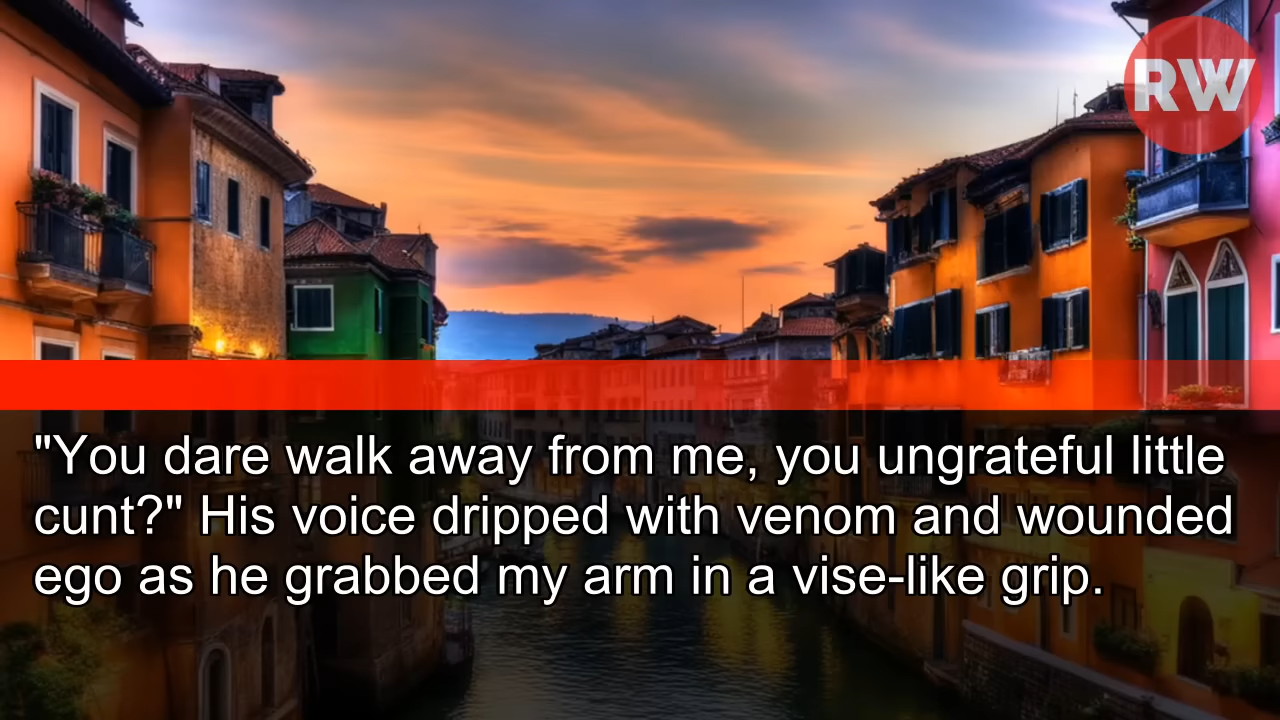 RW
"You dare walk away from me, you ungrateful little
cunt?" His voice dripped with venom and wounded
ego as he grabbed my arm in a vise-like grip.